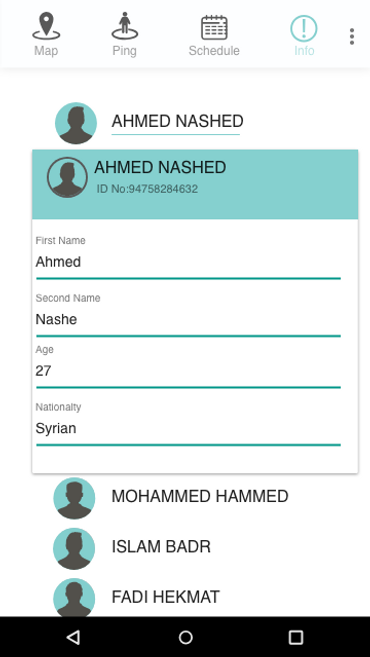 Map
Ping
Schedule
Info
AHMED NASHED
AHMED NASHED
ID No:94758284632
First Name
Ahmed
Second Name
Nashe
Age
27
Nationalty
Syrian
MOHAMMED HAMMED
ISLAM BADR
FADI HEKMAT